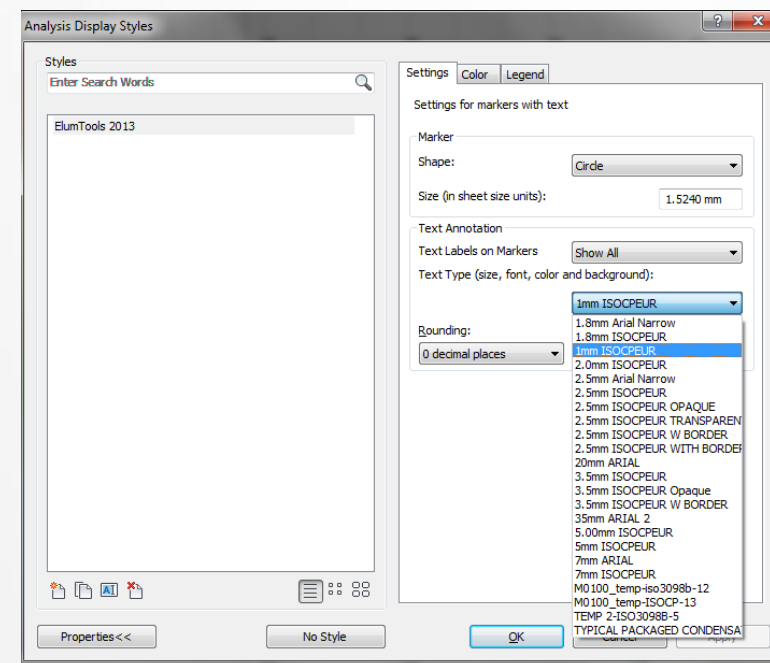 Analysis Display Styles
Styles
Enter Search Words
ElumTools 2013
Properties<<
No Style
Settings Color Legend
Settings for markers with text
Marker
Shape:
Circle
Size (in sheet size units):
1.5240 mm
Text Annotation
Text Labels on Markers
Show All
Text Type (size, font, color and background):
1mm ISOCPEUR
Rounding:
0 decimal places
1.8mm Arial Narrow
1.8mm ISOCPEUR
1mm ISOCPEUR
2.0mm ISOCPEUR
2.5mm Arial Narrow
2.5mm ISOCPEUR
2.5mm ISOCPEUR OPAQUE
2.5mm ISOCPEUR TRANSPAREN
2.5mm ISOCPEUR W BORDER
2.5mm ISOCPEUR WITH BORDER
20mm ARIAL
3.5mm ISOCPEUR
3.5mm ISOCPEUR Opaque
3.5mm ISOCPEUR W BORDER
35mm ARIAL 2
5.00mm ISOCPEUR
5mm ISOCPEUR
7mm ARIAL
7mm ISOCPEUR
M0100_temp-iso3098b-12
M0100_temp-ISOCP-13
TEMP 2-ISO3098B-5
TYPICAL PACKAGED CONDENSA
OK